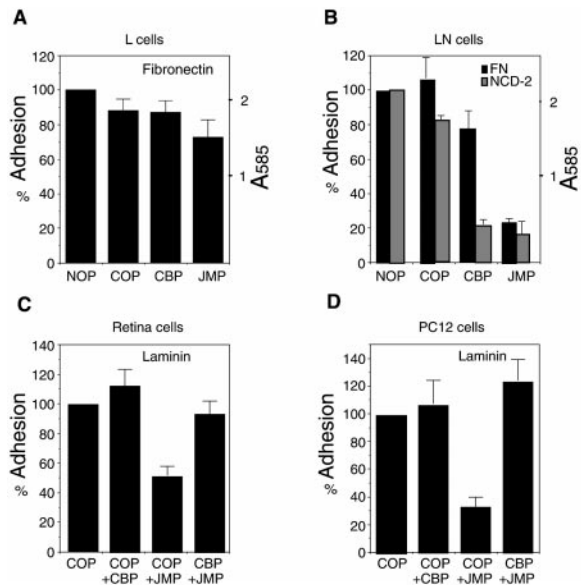 A
L cells
Fibronectin
% Adhesion
120
100
80
60
40
20
0
2
1
A585
NOP COP CBP JMP
B
LN cells
FN
NCD-2
% Adhesion
120
100
80
60
40
20
0
2
1
A585
NOP COP CBP JMP
C
Retina cells
Laminin
% Adhesion
140
120
100
80
60
40
20
0
COP COP COP CBP
+CBP +JMP +JMP
D
PC12 cells
Laminin
% Adhesion
140
120
100
80
60
40
20
0
COP COP COP CBP
+CBP +JMP +JMP